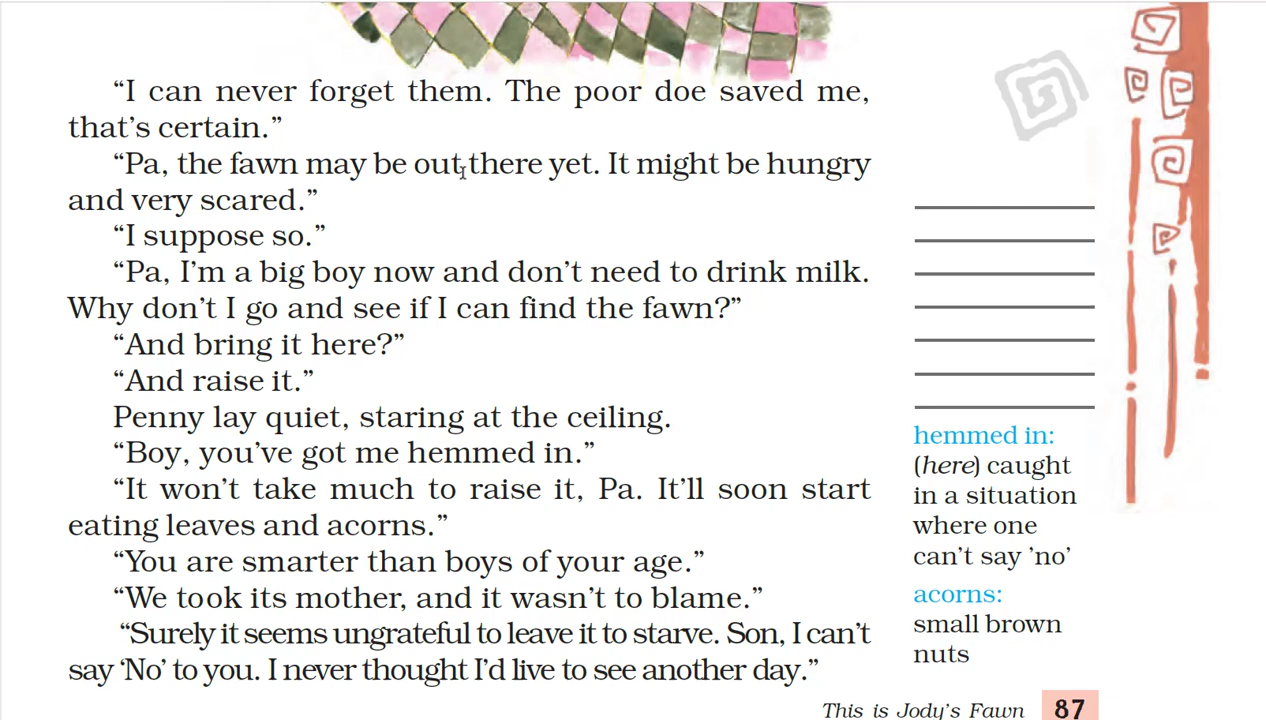 “I can never forget them. The poor doe saved me,
that’s certain.”
“Pa, the fawn may be out there yet. It might be hungry
and very scared.”
“I suppose so.”
“Pa, I’m a big boy now and don’t need to drink milk.
Why don’t I go and see if I can find the fawn?”
“And bring it here?”
“And raise it.”
Penny lay quiet, staring at the ceiling.
“Boy, you’ve got me hemmed in.”
“It won’t take much to raise it, Pa. It’ll soon start
eating leaves and acorns.”
“You are smarter than boys of your age.”
“We took its mother, and it wasn’t to blame.”
“Surely it seems ungrateful to leave it to starve. Son, I can’t
say ‘No’ to you. I never thought I’d live to see another day.”
hemmed in:
(here) caught
in a situation
where one
can’t say ’no’
acorns:
small brown
nuts
This is Jody’s Fawn 87